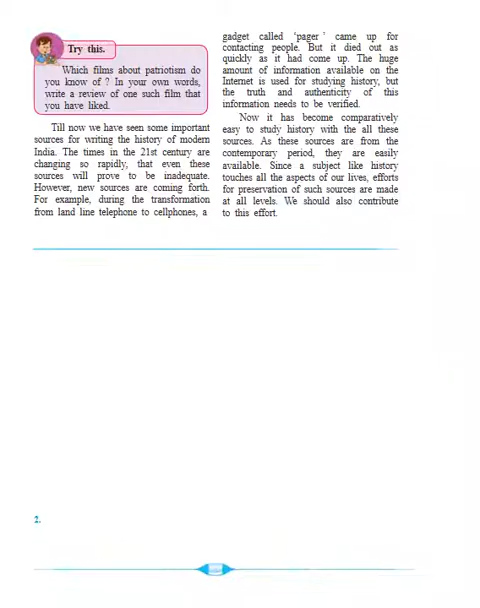 Try this.
Which films about patriotism do
you know of ? In your own words,
write a review of one such film that
you have liked.
Till now we have seen some important
sources for writing the history of modern
India. The times in the 21st century are
changing so rapidly, that even these
sources will prove to be inadequate.
However, new sources are coming forth.
For example, during the transformation
from land line telephone to cellphones, a
gadget called ‘pager ’ came up for
contacting people. But it died out as
quickly as it had come up. The huge
amount of information available on the
Internet is used for studying history, but
the truth and authenticity of this
information needs to be verified.
Now it has become comparatively
easy to study history with the all these
sources. As these sources are from the
contemporary period, they are easily
available. Since a subject like history
touches all the aspects of our lives, efforts
for preservation of such sources are made
at all levels. We should also contribute
to this effort.
2.